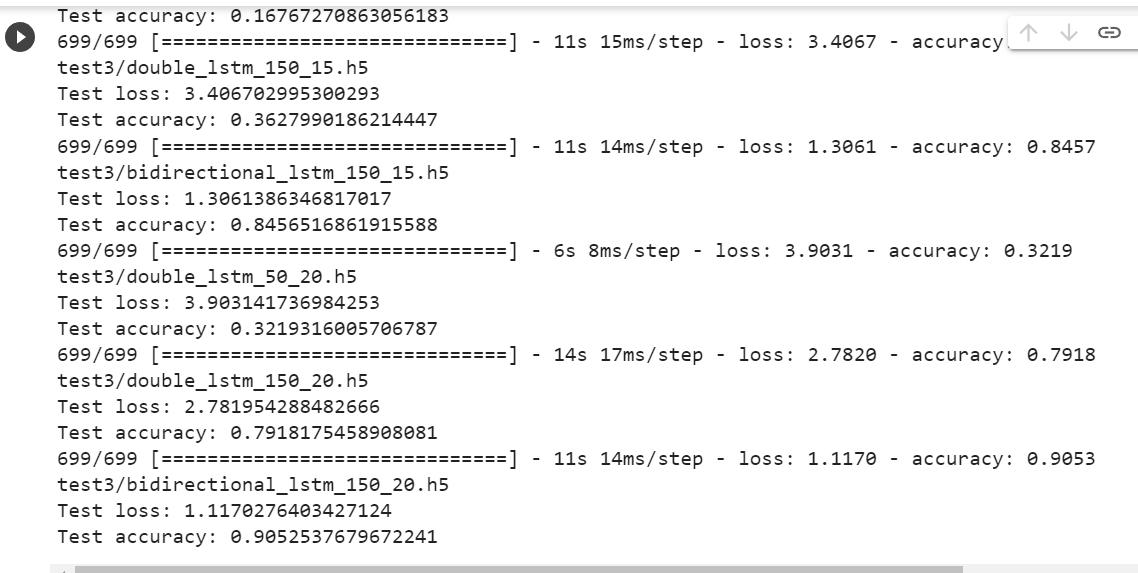 Test accuracy: 0.16767270863056183
699/699 [==============================] - 11s 15ms/step - loss: 3.4067 - accuracy
test3/double_lstm_150_15.h5
Test loss: 3.406702995300293
Test accuracy: 0.3627990186214447
699/699 [==============================] - 11s 14ms/step - loss: 1.3061 - accuracy: 0.8457
test3/bidirectional_lstm_150_15.h5
Test loss: 1.3061386346817017
Test accuracy: 0.8456516861915588
699/699 [==============================] - 6s 8ms/step - loss: 3.9031 - accuracy: 0.3219
test3/double_lstm_50_20.h5
Test loss: 3.903141736984253
Test accuracy: 0.3219316005706787
699/699 [==============================] - 14s 17ms/step - loss: 2.7820 - accuracy: 0.7918
test3/double_lstm_150_20.h5
Test loss: 2.781954288482666
Test accuracy: 0.7918175458908081
699/699 [==============================] - 11s 14ms/step - loss: 1.1170 - accuracy: 0.9053
test3/bidirectional_lstm_150_20.h5
Test loss: 1.1170276403427124
Test accuracy: 0.9052537679672241